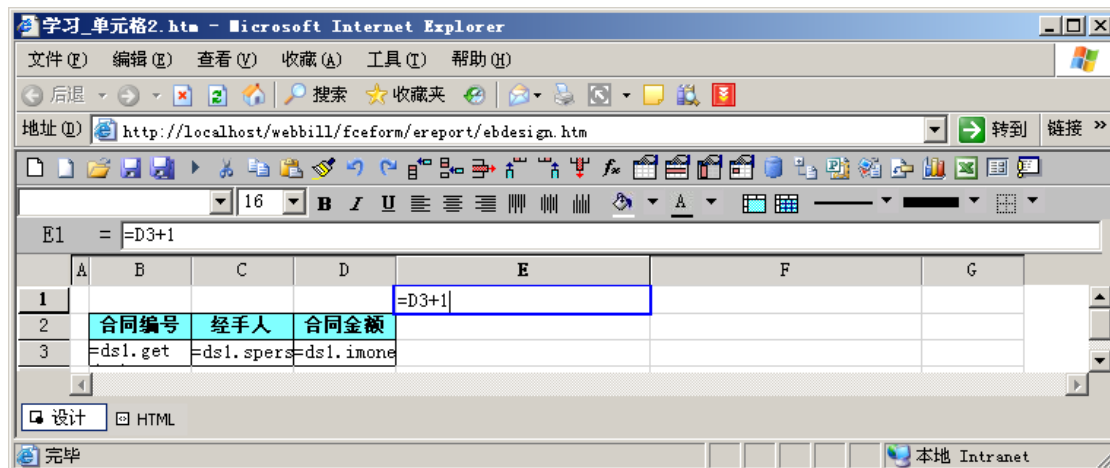 学习_单元格2.htm - Microsoft Internet Explorer
文件(F) 编辑(E) 查看(V) 收藏(A) 工具(T) 帮助(H)
后退 搜索 收藏夹
地址(D) http://localhost/webbill/fceform/ereport/ebdesign.htm 转到 链接 »
16 B I U A
E1 = =D3+1
A B C D E F G
1 =D3+1
2 合同编号 经手人 合同金额
3 =ds1.get =ds1.spers =ds1.imone
设计 HTML
完毕 本地 Intranet